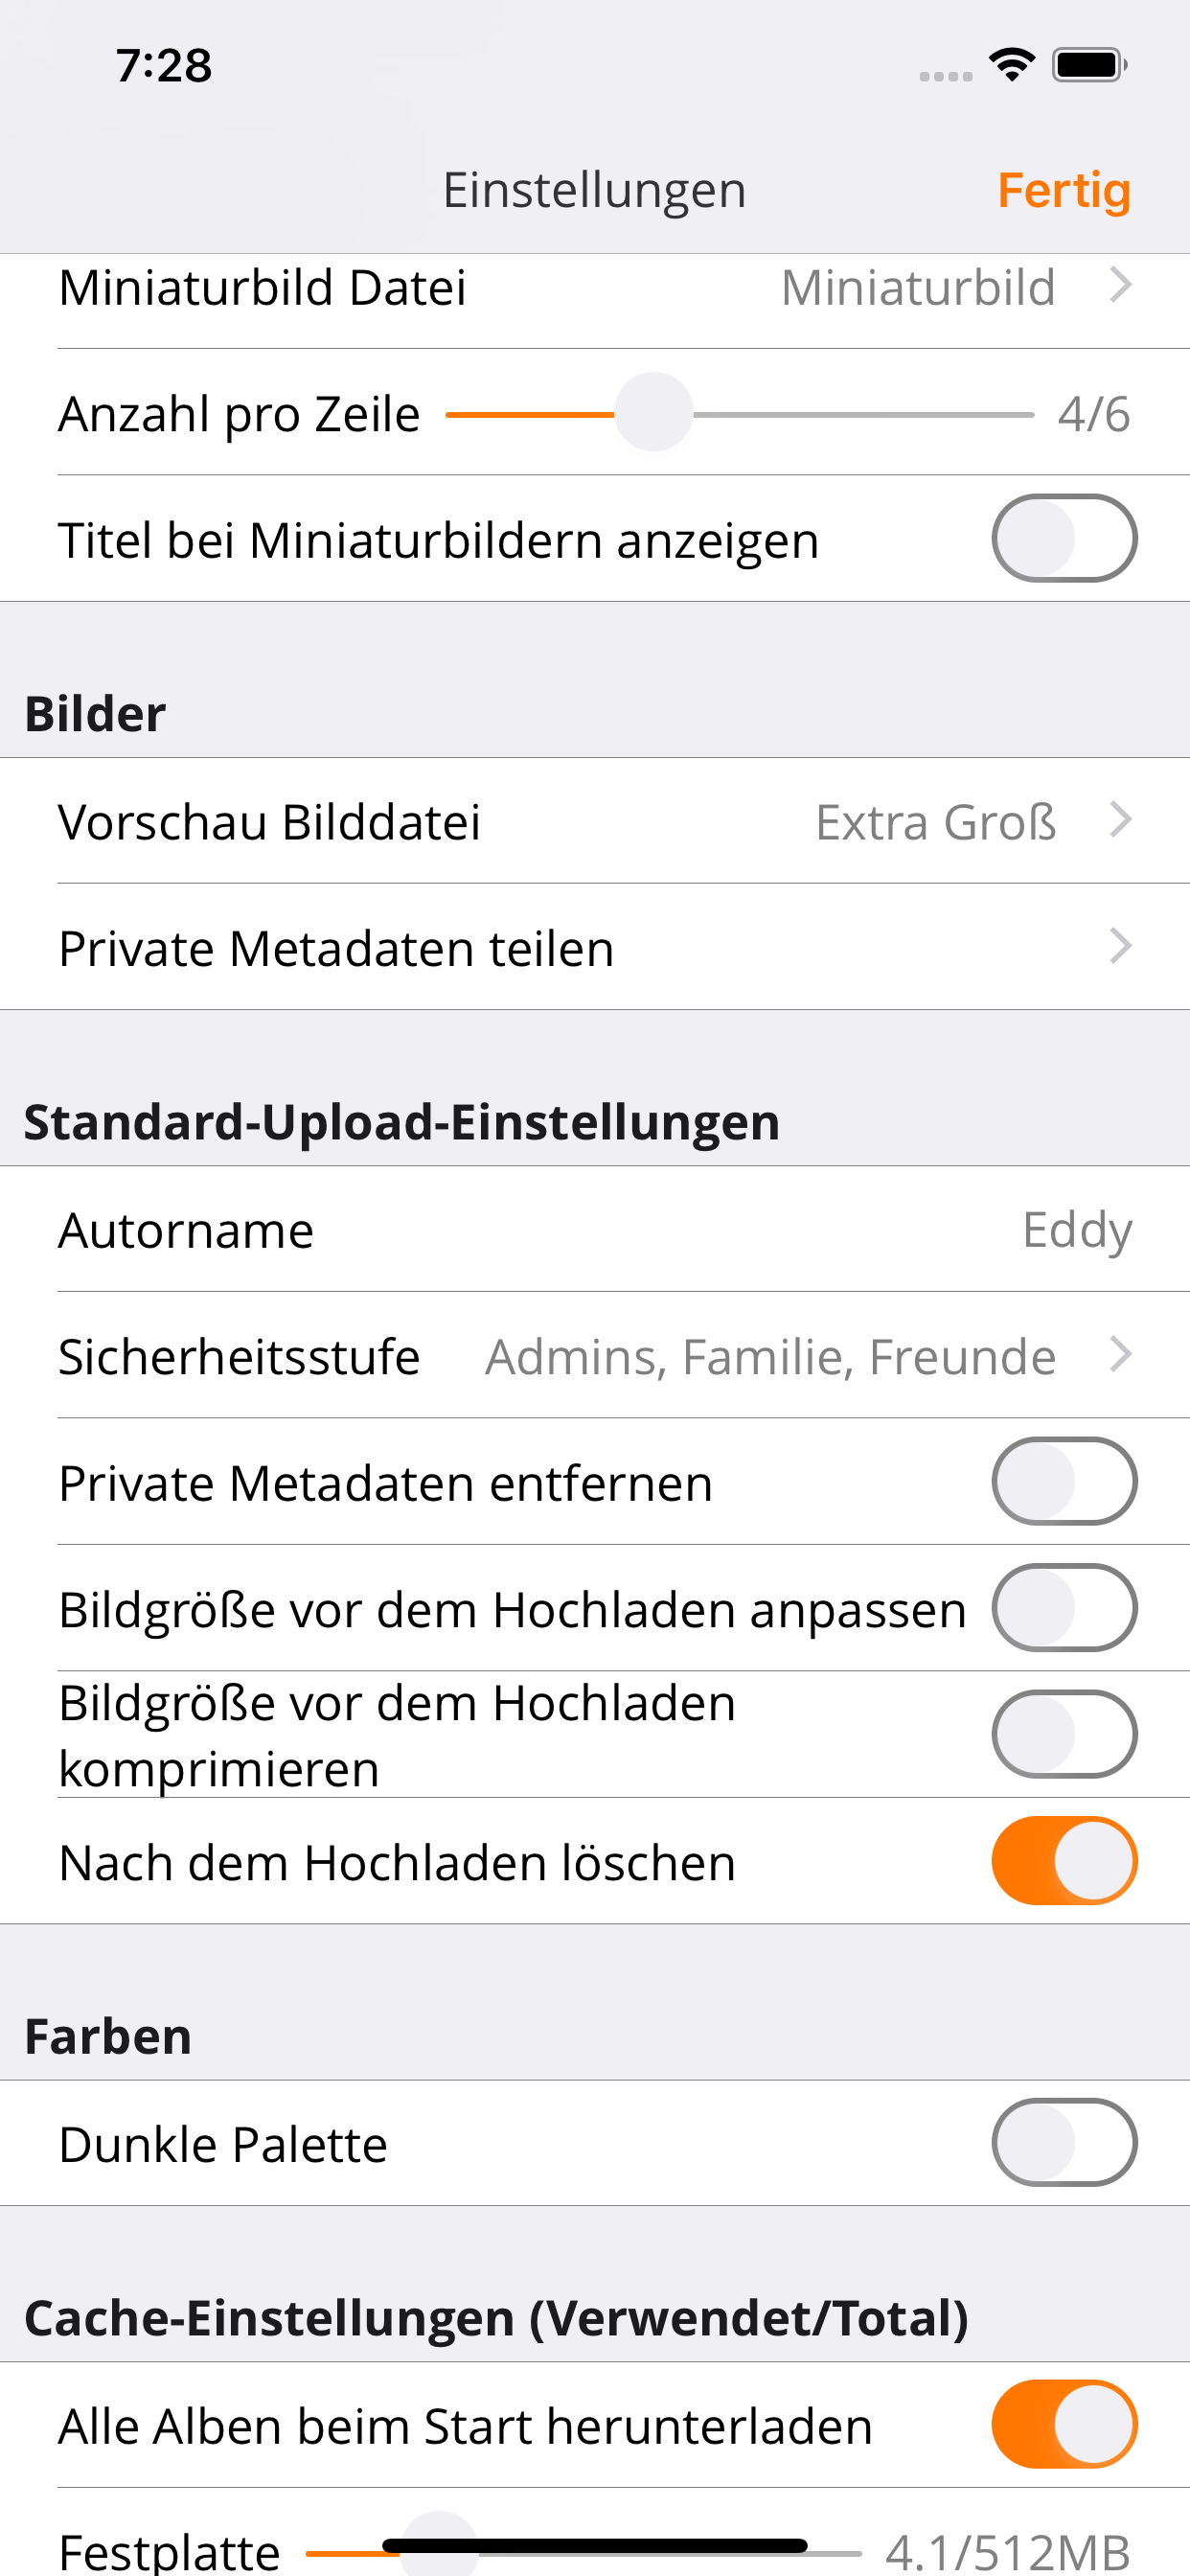 7:28
Einstellungen Fertig
Miniaturbild Datei Miniaturbild
Anzahl pro Zeile 4/6
Titel bei Miniaturbildern anzeigen
Bilder
Vorschau Bilddatei Extra Groß
Private Metadaten teilen
Standard-Upload-Einstellungen
Autorname Eddy
Sicherheitsstufe Admins, Familie, Freunde
Private Metadaten entfernen
Bildgröße vor dem Hochladen anpassen
Bildgröße vor dem Hochladen
komprimieren
Nach dem Hochladen löschen
Farben
Dunkle Palette
Cache-Einstellungen (Verwendet/Total)
Alle Alben beim Start herunterladen
Festplatte 4.1/512MB